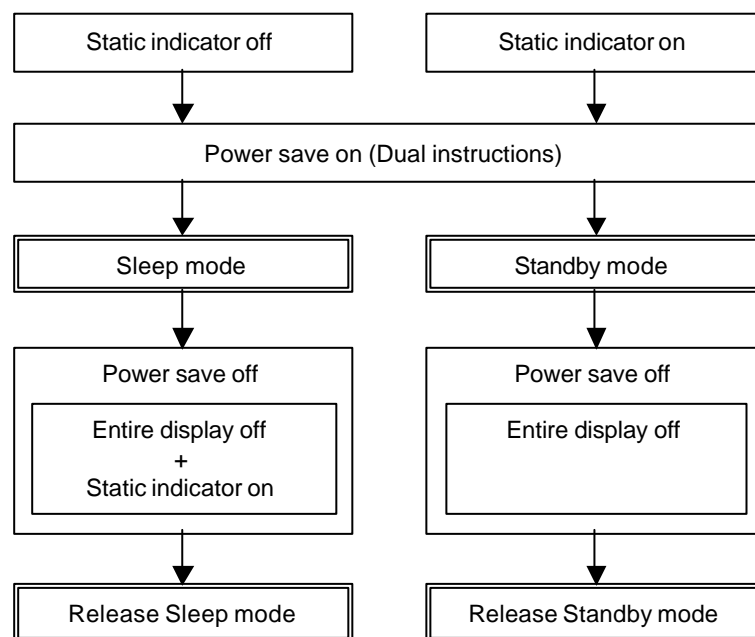 Static indicator off
Static indicator on
Power save on (Dual instructions)
Sleep mode
Standby mode
Power save off
Entire display off
+
Static indicator on
Power save off
Entire display off
Release Sleep mode
Release Standby mode